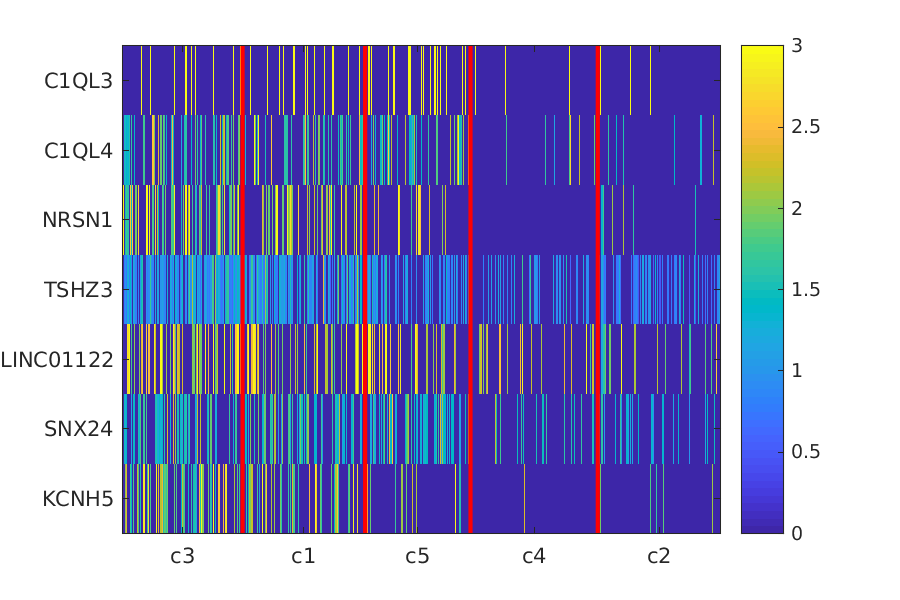 C1QL3
C1QL4
NRSN1
TSHZ3
LINC01122
SNX24
KCNH5
c3 c1 c5 c4 c2
3
2.5
2
1.5
1
0.5
0